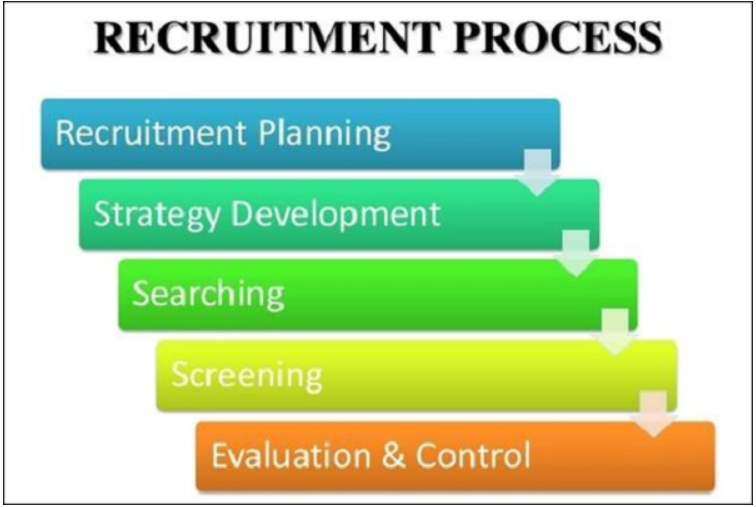 RECRUITMENT PROCESS
Recruitment Planning
Strategy Development
Searching
Screening
Evaluation & Control